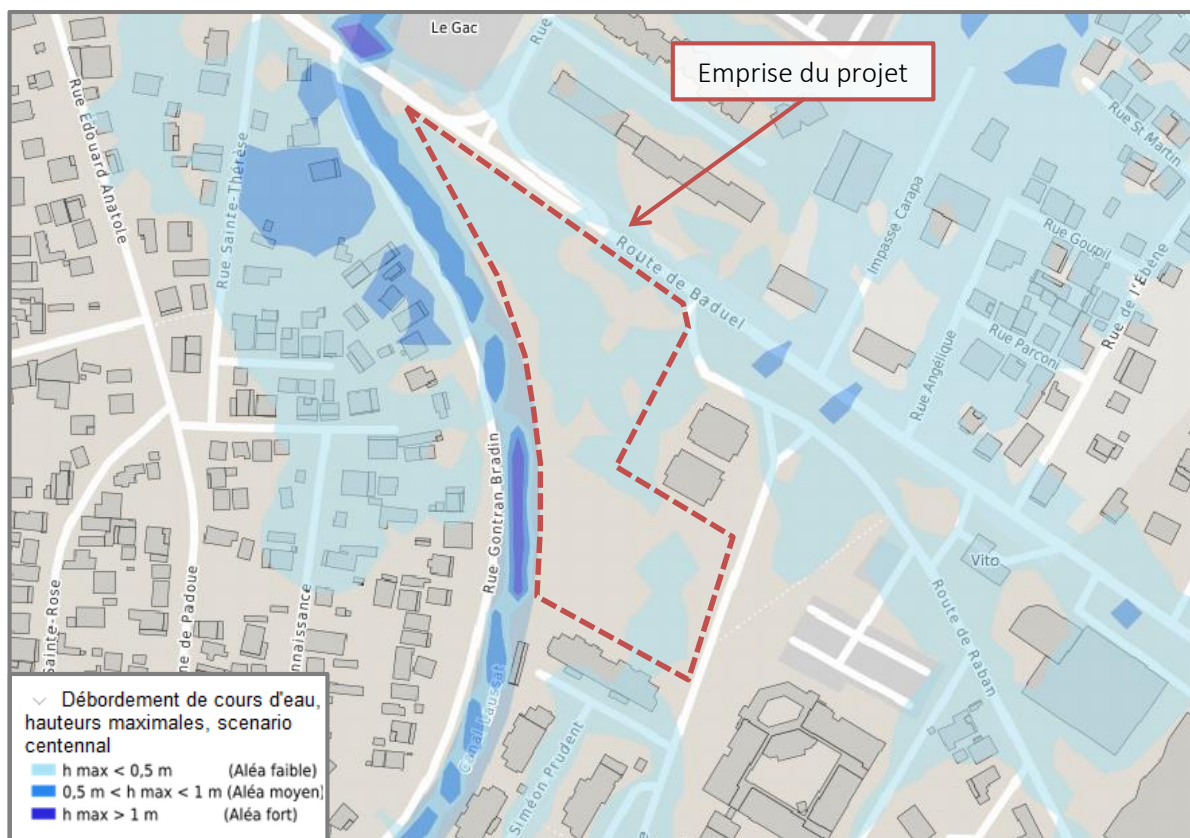 Le Gac
Rue
Emprise du projet
Rue Edouard Anatole
Rue Sainte-Thérèse
Rue St Martin
Impasse Carapa
Rue Goupil
Route de Baduel
Rue de l'Ébène
Rue Parconi
Rue Angélique
Rue Gontran Bradin
Vito
Route de Raban
Sainte-Rose
ne de Padoue
nnaissance
Canal Laussat
Siméon Prudent
Débordement de cours d'eau,
hauteurs maximales, scenario
centennal
h max < 0,5 m (Aléa faible)
0,5 m < h max < 1 m (Aléa moyen)
h max > 1 m (Aléa fort)